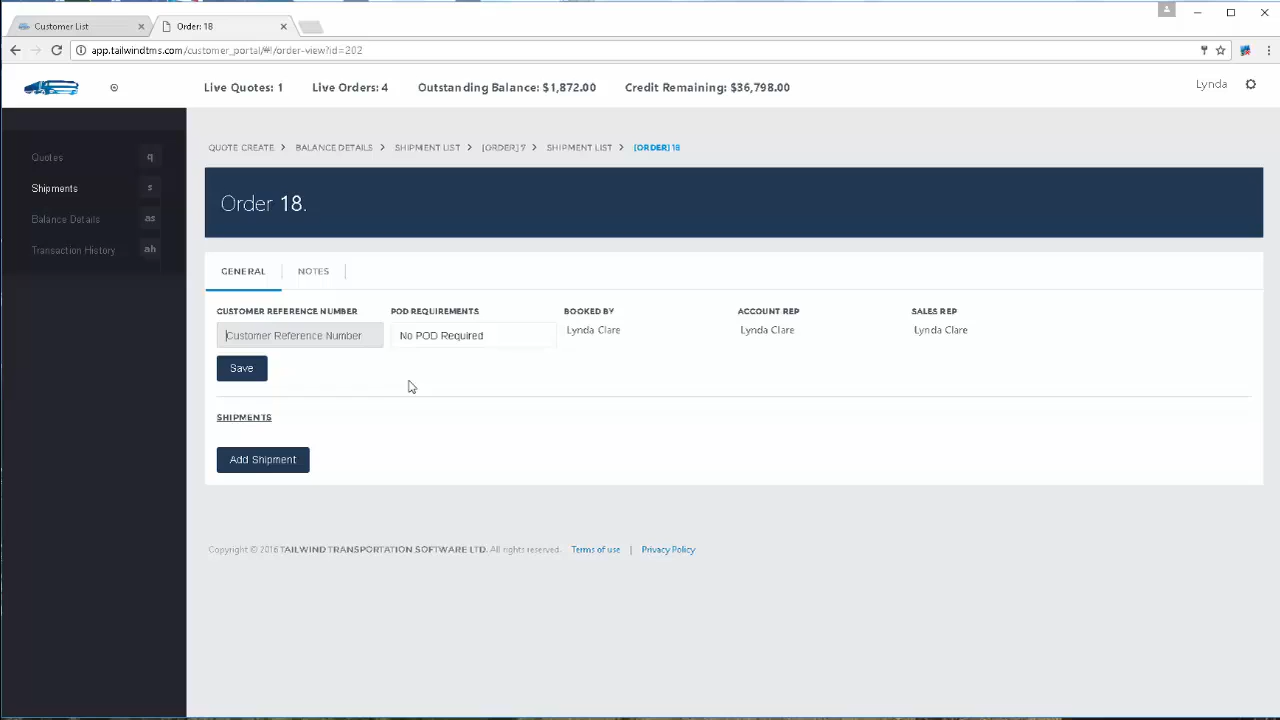 Customer List
Order: 18
app.tailwindtms.com/customer_portal/#!/order-view?id=202
Live Quotes: 1 Live Orders: 4 Outstanding Balance: $1,872.00 Credit Remaining: $36,798.00
Lynda
Quotes q
Shipments s
Balance Details as
Transaction History ah
QUOTE CREATE > BALANCE DETAILS > SHIPMENT LIST > [ORDER] 7 > SHIPMENT LIST > [ORDER] 18
Order 18.
GENERAL NOTES
CUSTOMER REFERENCE NUMBER POD REQUIREMENTS BOOKED BY ACCOUNT REP SALES REP
Customer Reference Number No POD Required Lynda Clare Lynda Clare Lynda Clare
Save
SHIPMENTS
Add Shipment
Copyright © 2016 TAILWIND TRANSPORTATION SOFTWARE LTD. All rights reserved. Terms of use | Privacy Policy